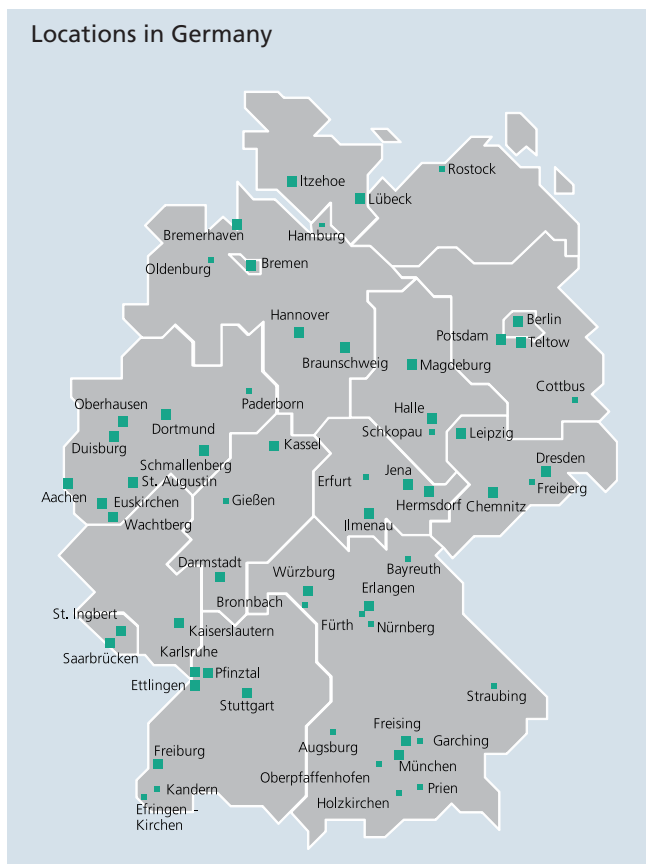 Locations in Germany
Rostock
Itzehoe
Lübeck
Bremerhaven
Hamburg
Oldenburg
Bremen
Hannover
Berlin
Potsdam
Teltow
Braunschweig
Magdeburg
Cottbus
Paderborn
Oberhausen
Halle
Dortmund
Schkopau
Leipzig
Duisburg
Kassel
Schmallenberg
Dresden
Jena
St. Augustin
Erfurt
Freiberg
Aachen
Euskirchen
Gießen
Hermsdorf
Chemnitz
Wachtberg
Ilmenau
Darmstadt
Würzburg
Bayreuth
Erlangen
Bronnbach
St. Ingbert
Fürth
Nürnberg
Kaiserslautern
Saarbrücken
Karlsruhe
Pfinztal
Ettlingen
Stuttgart
Straubing
Freising
Augsburg
Garching
Freiburg
Oberpfaffenhofen
München
Kandern
Prien
Holzkirchen
Efringen -
Kirchen